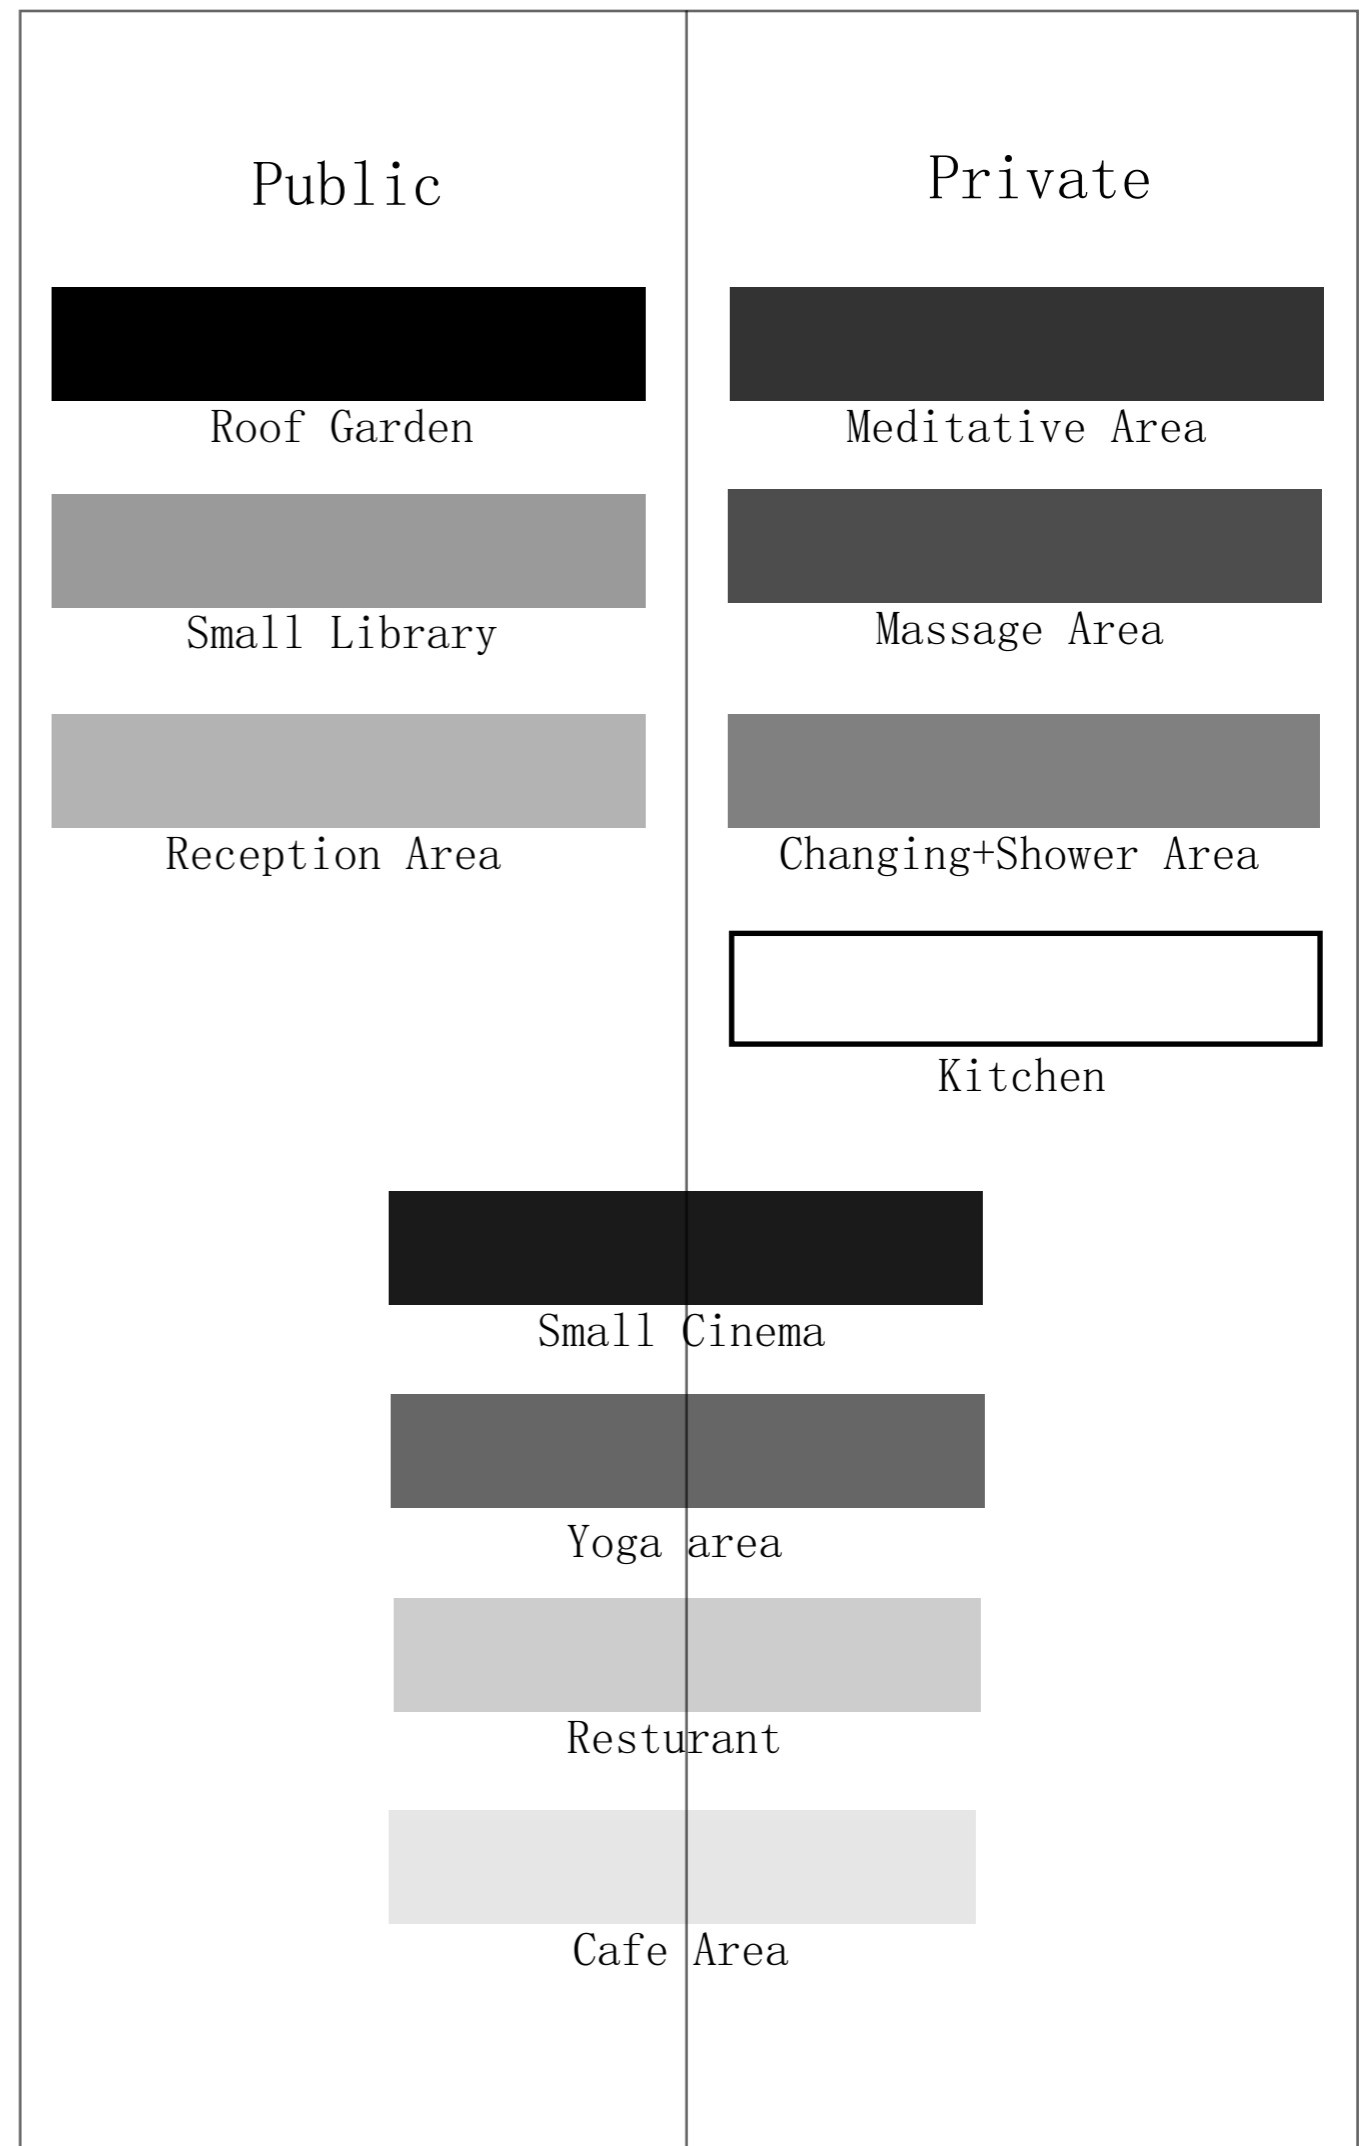 Public
Private
Roof Garden
Meditative Area
Small Library
Massage Area
Reception Area
Changing+Shower Area
Kitchen
Small Cinema
Yoga area
Resturant
Cafe Area